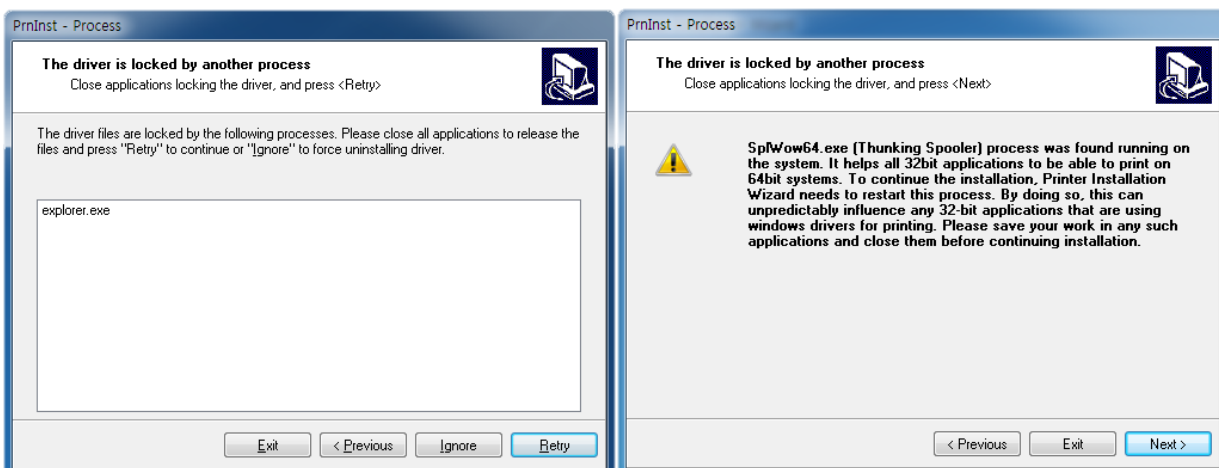 PrnInst - Process
The driver is locked by another process
Close applications locking the driver, and press <Retry>
The driver files are locked by the following processes. Please close all applications to release the
files and press "Retry" to continue or "Ignore" to force uninstalling driver.
explorer.exe
Exit
< Previous
Ignore
Retry
PrnInst - Process
The driver is locked by another process
Close applications locking the driver, and press <Next>
SplWow64.exe (Thunking Spooler) process was found running on
the system. It helps all 32bit applications to be able to print on
64bit systems. To continue the installation, Printer Installation
Wizard needs to restart this process. By doing so, this can
unpredictably influence any 32-bit applications that are using
windows drivers for printing. Please save your work in any such
applications and close them before continuing installation.
< Previous
Exit
Next >